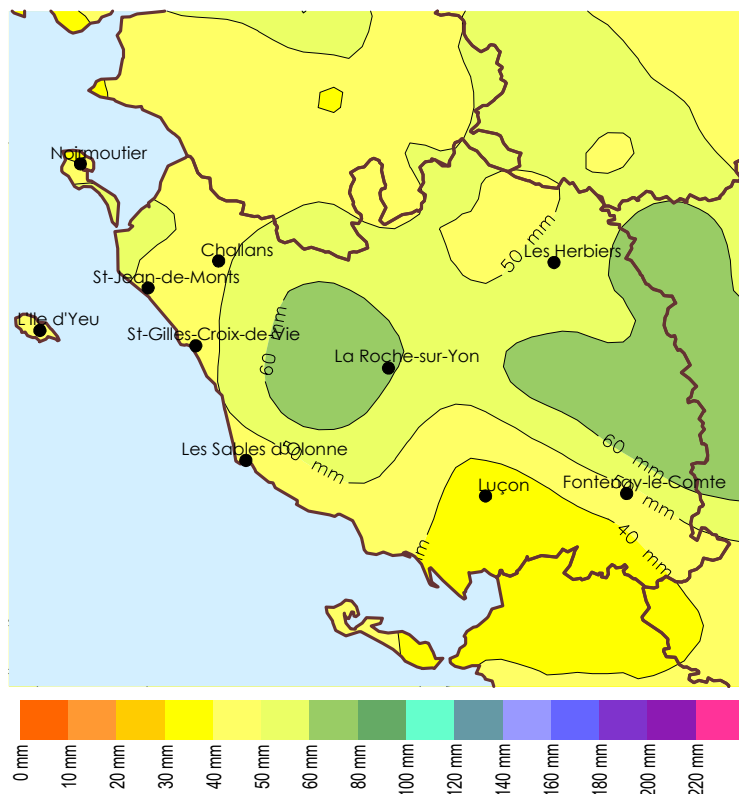 Noirmoutier
Challans
Les Herbiers
50 mm
St-Jean-de-Monts
L'Ile d'Yeu
St-Gilles-Croix-de-Vie
60 mm
La Roche-sur-Yon
Les Sables d'Olonne
50 mm
60 mm
Luçon
Fontenay-le-Comte
50 mm
40 mm
0 mm
10 mm
20 mm
30 mm
40 mm
50 mm
60 mm
80 mm
100 mm
120 mm
140 mm
160 mm
180 mm
200 mm
220 mm